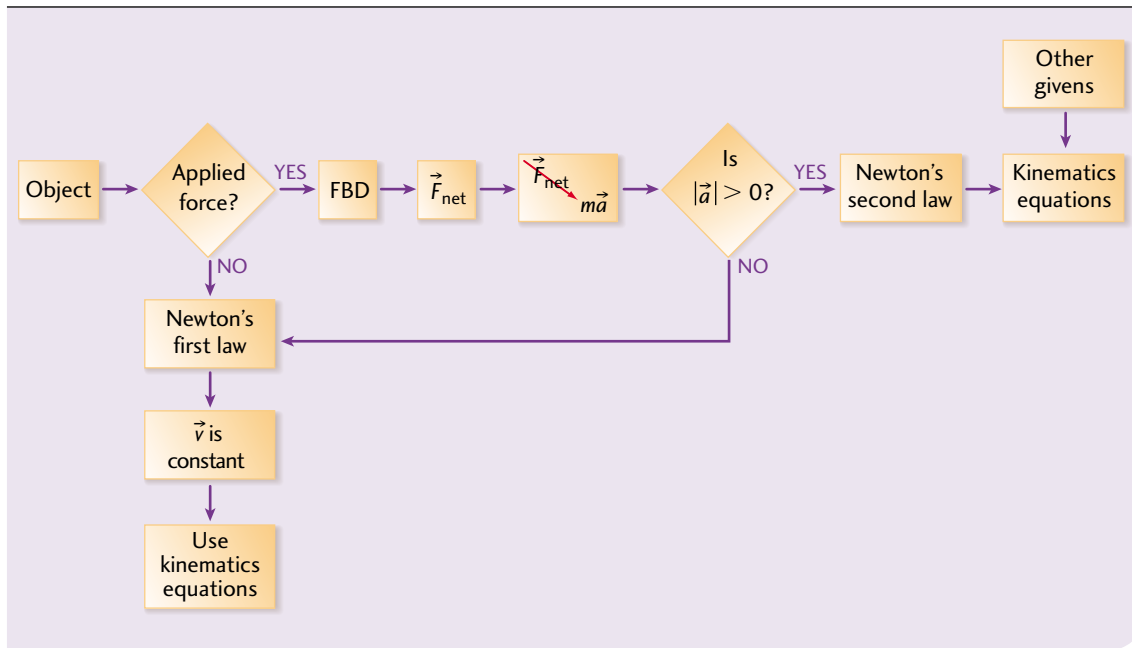 Object
Applied
force?
YES
FBD
F⃗net
F⃗net
ma⃗
Is
|a⃗| > 0?
YES
Newton’s
second law
Other
givens
Kinematics
equations
NO
NO
Newton’s
first law
v⃗ is
constant
Use
kinematics
equations